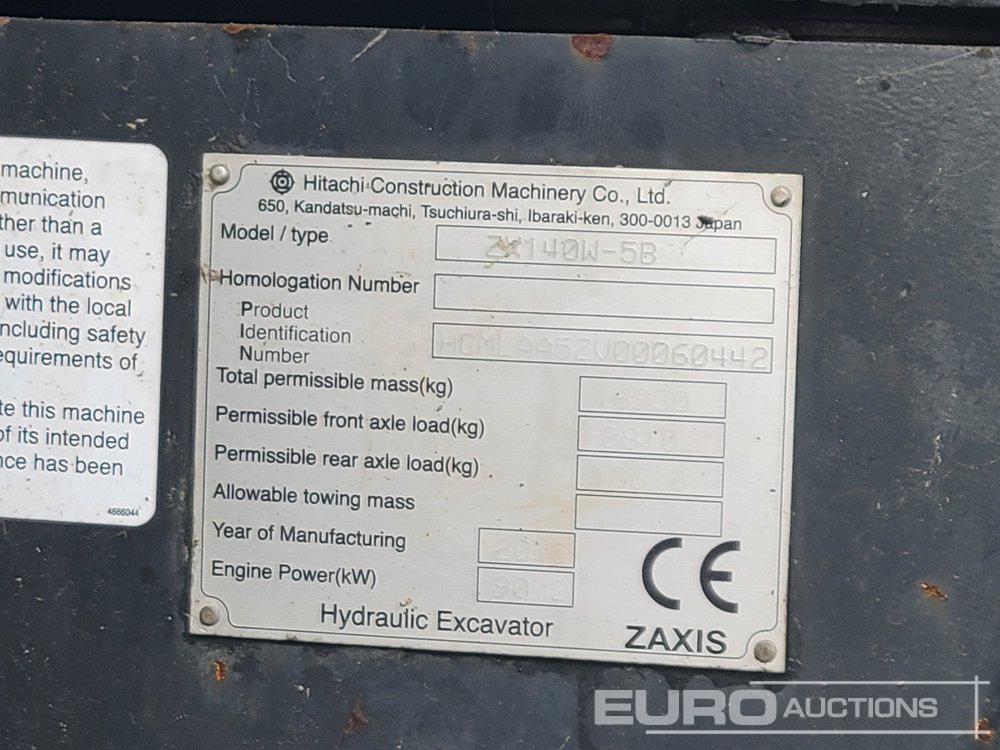 machine,
munication
ther than a
use, it may
modifications
with the local
ncluding safety
equirements of
te this machine
of its intended
nce has been
4666044
Hitachi Construction Machinery Co., Ltd.
650, Kandatsu-machi, Tsuchiura-shi, Ibaraki-ken, 300-0013 Japan
Model / type ZX140W-5B
Homologation Number
Product
Identification
Number HCMLAA5ZV00060442
Total permissible mass(kg) 16930
Permissible front axle load(kg)
Permissible rear axle load(kg)
Allowable towing mass
Year of Manufacturing
Engine Power(kW)
Hydraulic Excavator
CE
ZAXIS
EURO AUCTIONS